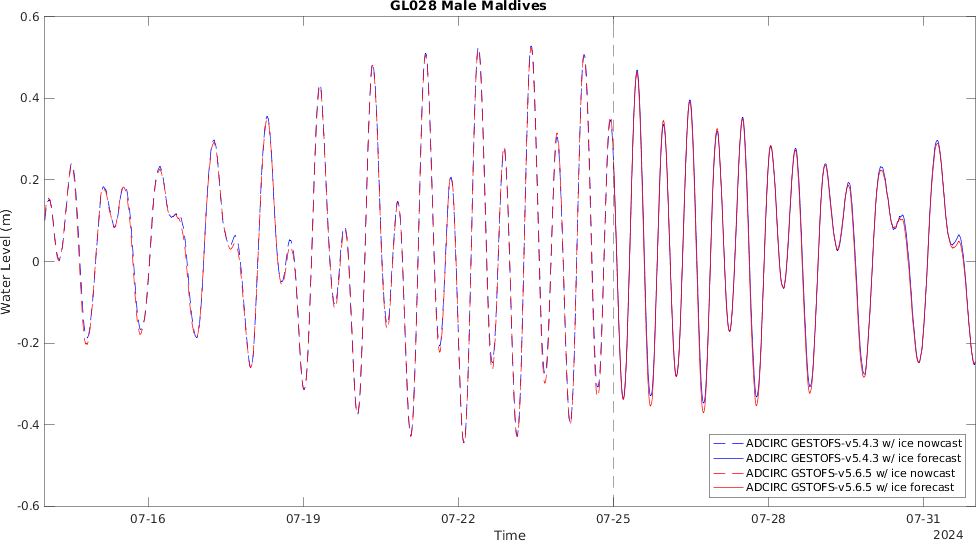 GL028 Male Maldives
0.6
0.4
0.2
0
-0.2
-0.4
-0.6
Water Level (m)
ADCIRC GESTOFS-v5.4.3 w/ ice nowcast
ADCIRC GESTOFS-v5.4.3 w/ ice forecast
ADCIRC GSTOFS-v5.6.5 w/ ice nowcast
ADCIRC GSTOFS-v5.6.5 w/ ice forecast
07-16 07-19 07-22 07-25 07-28 07-31
Time
2024